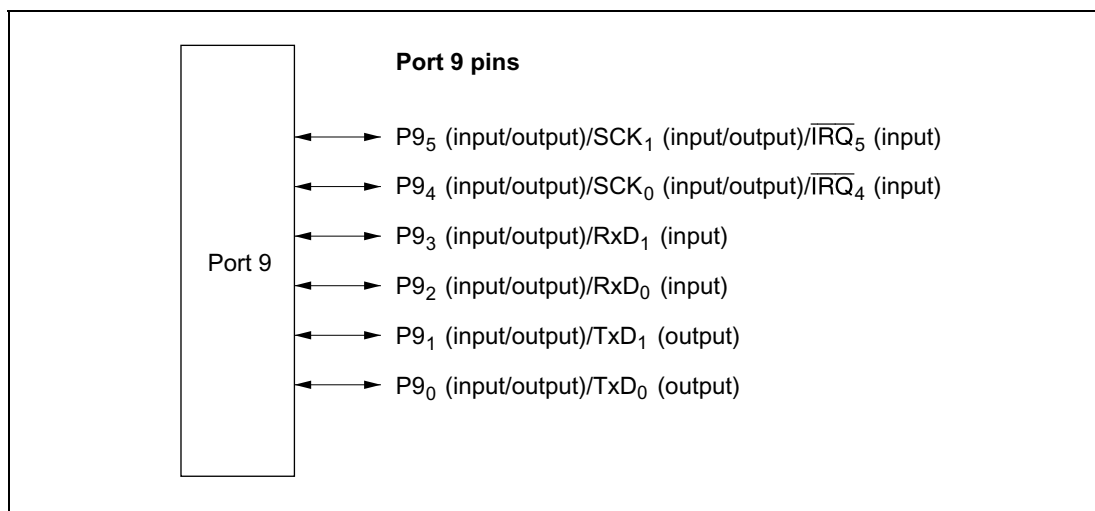 Port 9 pins
P9₅ (input/output)/SCK₁ (input/output)/I̅R̅Q̅₅ (input)
P9₄ (input/output)/SCK₀ (input/output)/I̅R̅Q̅₄ (input)
P9₃ (input/output)/RxD₁ (input)
Port 9
P9₂ (input/output)/RxD₀ (input)
P9₁ (input/output)/TxD₁ (output)
P9₀ (input/output)/TxD₀ (output)